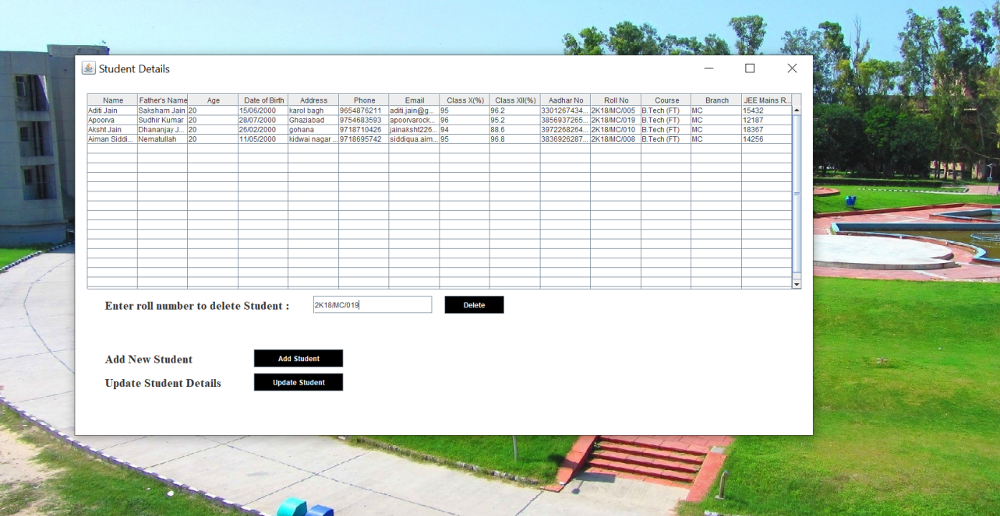 Student Details
Name Father's Name Age Date of Birth Address Phone Email Class X(%) Class XII(%) Aadhar No Roll No Course Branch JEE Mains R...
Aditi Jain Saksham Jain 20 15/06/2000 karol bagh 9654876211 aditi.jain@g... 95 96.2 3301267434... 2K18/MC/005 B.Tech (FT) MC 15432
Apoorva Sudhir Kumar 20 28/07/2000 Ghaziabad 9754683593 apoorvarock... 96 95.2 3856937265... 2K18/MC/019 B.Tech (FT) MC 12187
Aksht Jain Dhananjay J... 20 26/02/2000 gohana 9718710426 jainaksht226... 94 88.6 3972268264... 2K18/MC/010 B.Tech (FT) MC 18367
Aiman Siddi... Nematullah 20 11/05/2000 kidwai nagar ... 9718695742 siddiqua.aim... 95 96.8 3836926287... 2K18/MC/008 B.Tech (FT) MC 14256
Enter roll number to delete Student : 2K18/MC/019 Delete
Add New Student Add Student
Update Student Details Update Student